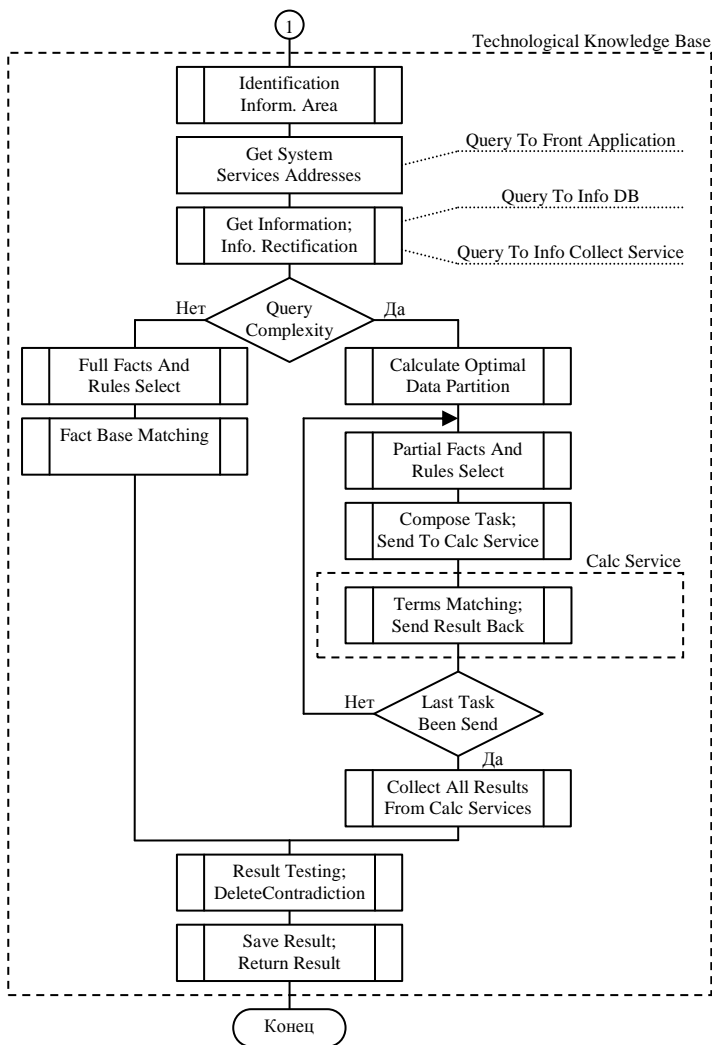 1
Technological Knowledge Base
Identification
Inform. Area
Get System
Services Addresses
Query To Front Application
Get Information;
Info. Rectification
Query To Info DB
Query To Info Collect Service
Query
Complexity
Нет
Да
Full Facts And
Rules Select
Fact Base Matching
Calculate Optimal
Data Partition
Partial Facts And
Rules Select
Compose Task;
Send To Calc Service
Calc Service
Terms Matching;
Send Result Back
Last Task
Been Send
Нет
Да
Collect All Results
From Calc Services
Result Testing;
DeleteContradiction
Save Result;
Return Result
Конец